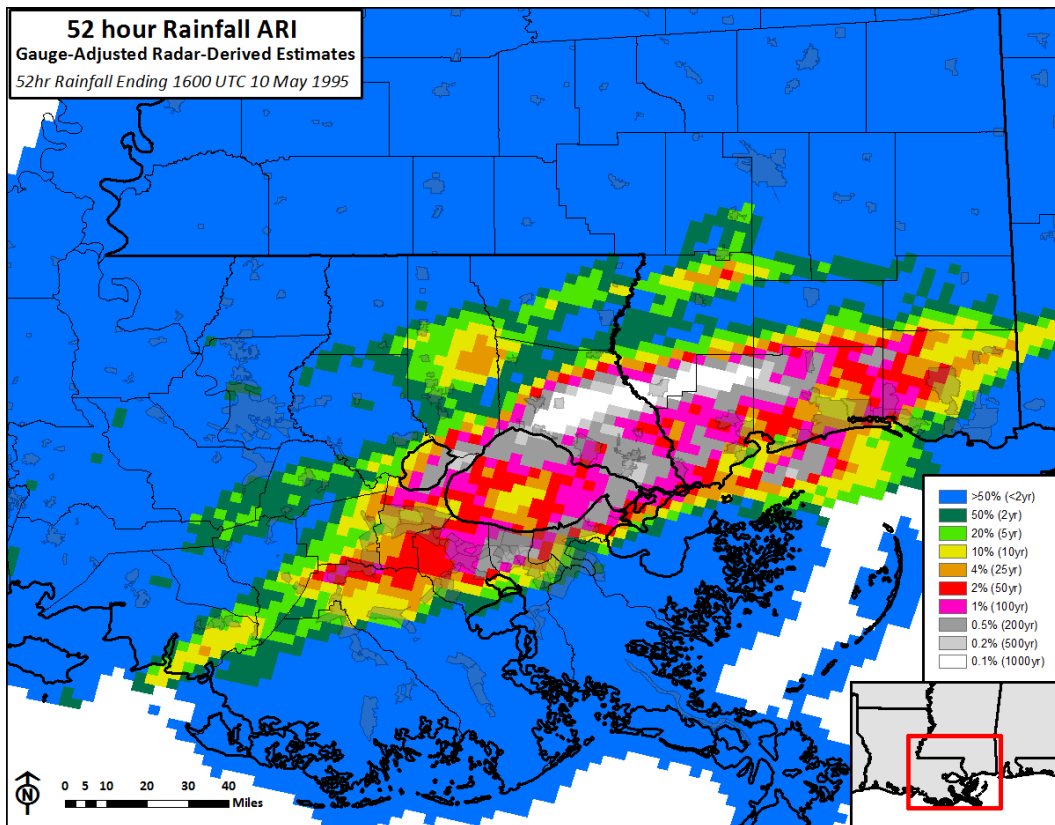 52 hour Rainfall ARI
Gauge-Adjusted Radar-Derived Estimates
52hr Rainfall Ending 1600 UTC 10 May 1995
>50% (<2yr)
50% (2yr)
20% (5yr)
10% (10yr)
4% (25yr)
2% (50yr)
1% (100yr)
0.5% (200yr)
0.2% (500yr)
0.1% (1000yr)
N
0 5 10 20 30 40
Miles